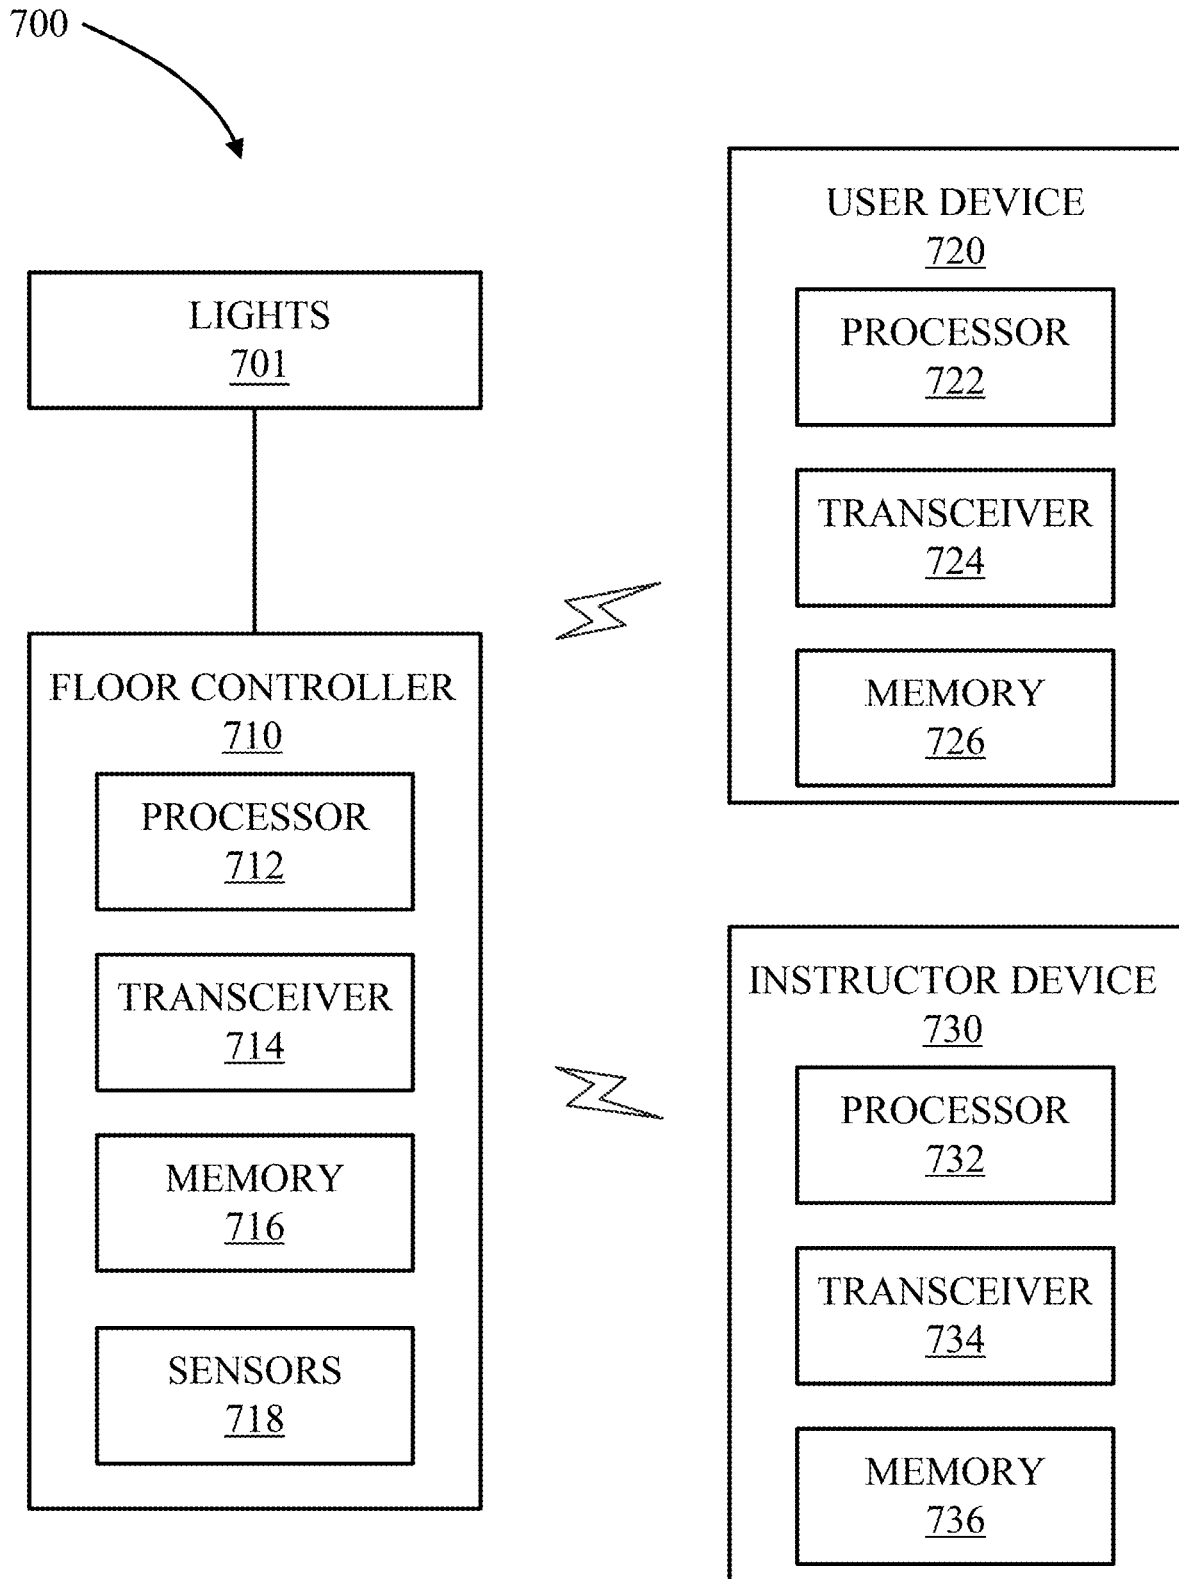 700
LIGHTS
701
FLOOR CONTROLLER
710
PROCESSOR
712
TRANSCEIVER
714
MEMORY
716
SENSORS
718
USER DEVICE
720
PROCESSOR
722
TRANSCEIVER
724
MEMORY
726
INSTRUCTOR DEVICE
730
PROCESSOR
732
TRANSCEIVER
734
MEMORY
736